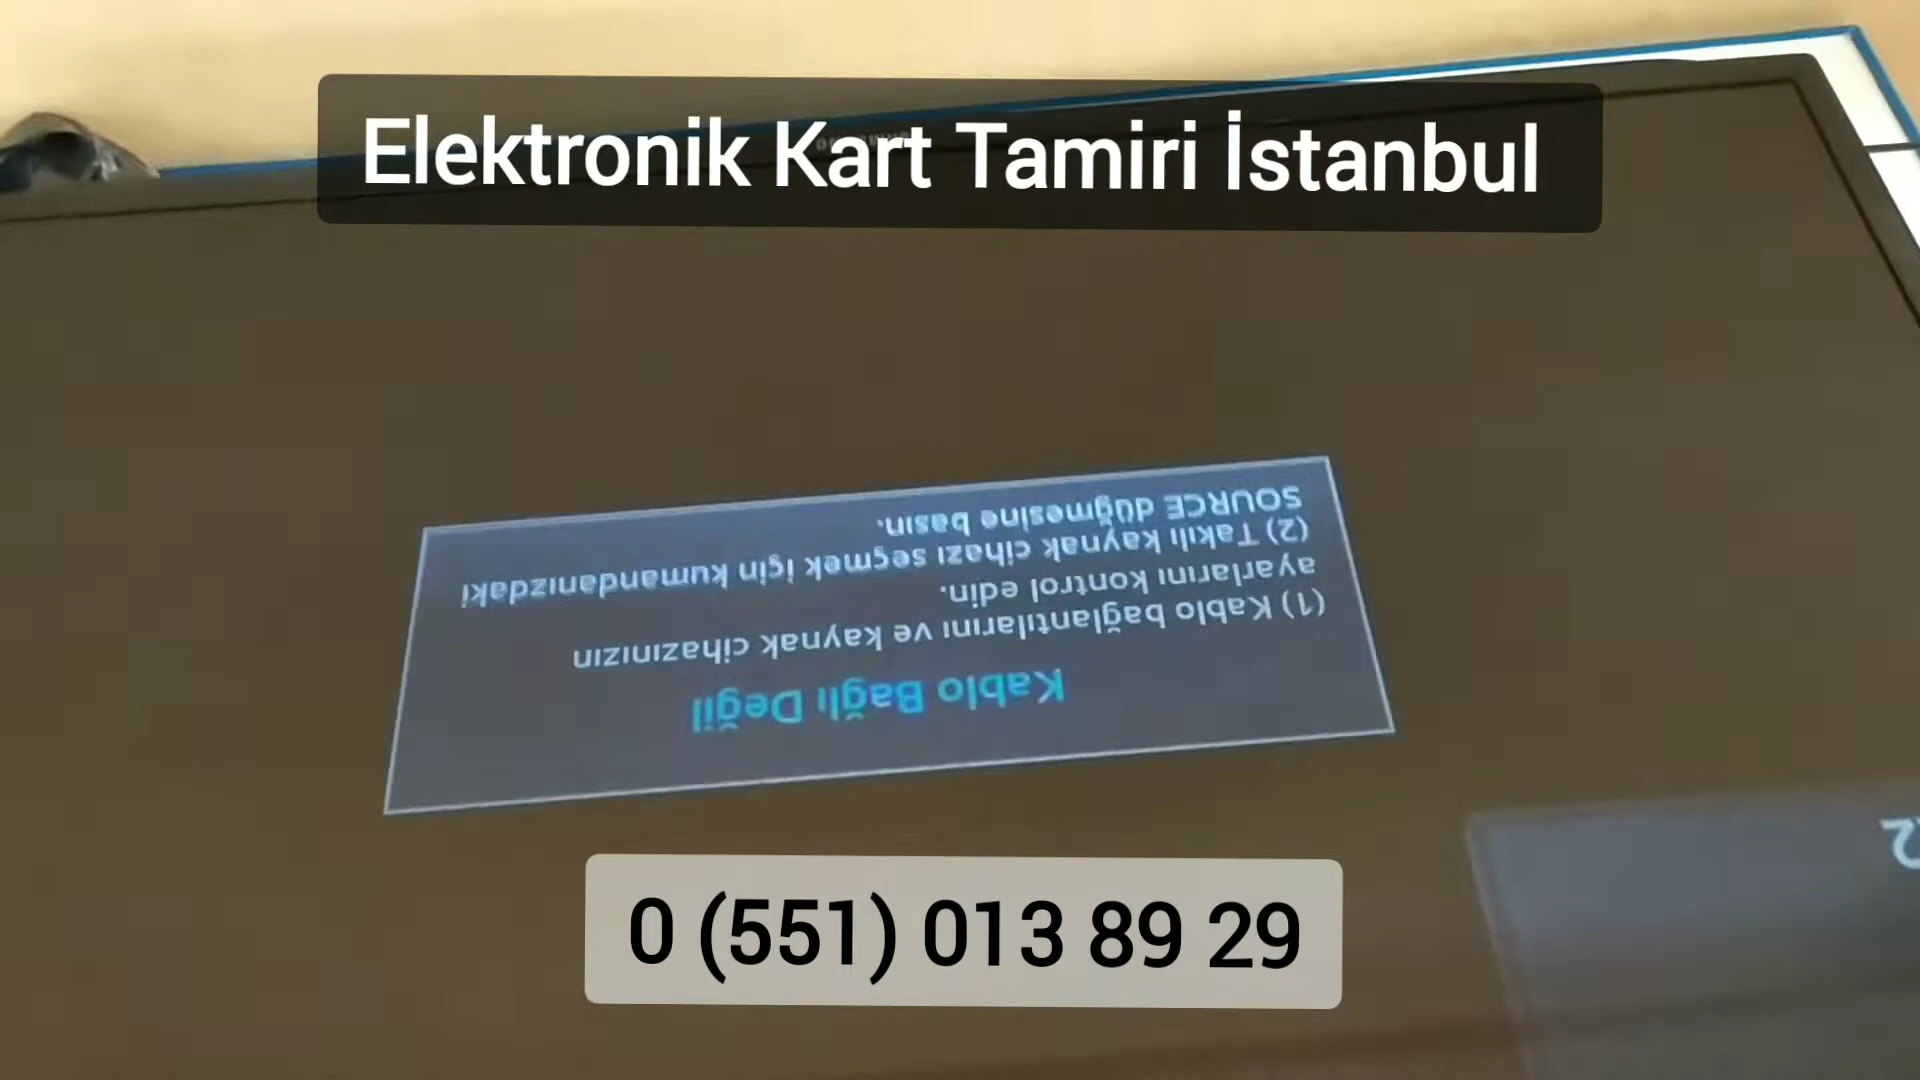 Elektronik Kart Tamiri İstanbul
Kablo Bağlı Değil
(1) Kablo bağlantılarını ve kaynak cihazınızın
ayarlarını kontrol edin.
(2) Takılı kaynak cihazı seçmek için kumandanızdaki
SOURCE düğmesine basın.
0 (551) 013 89 29